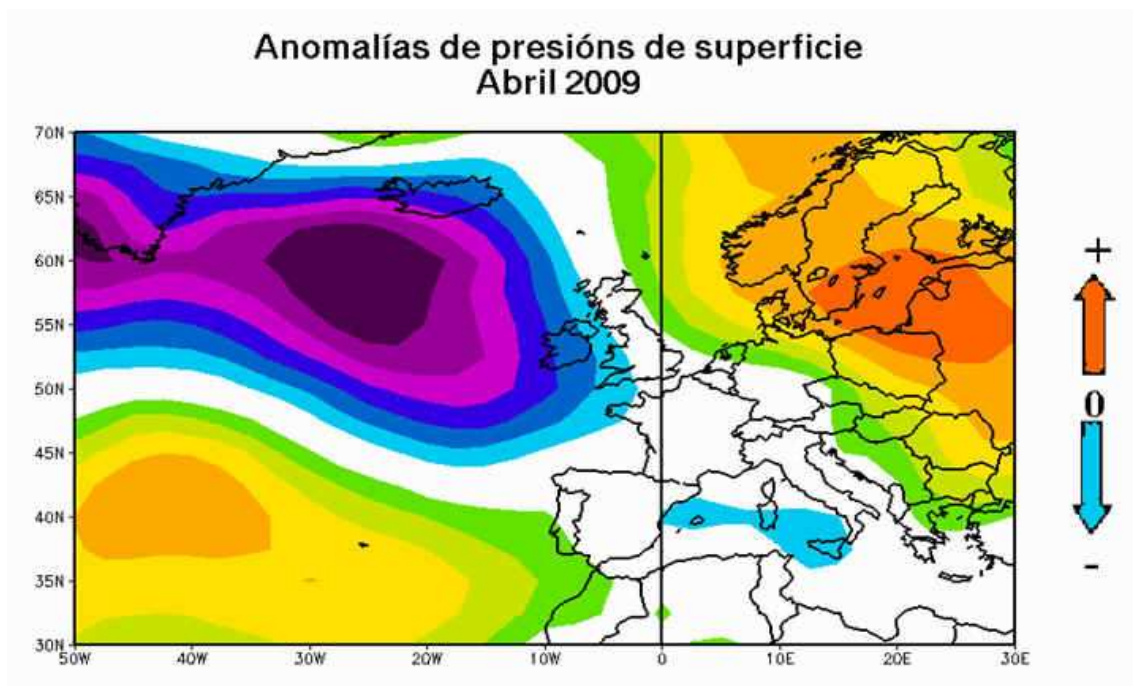 Anomalías de presións de superficie
Abril 2009
70N
65N
60N
55N
50N
45N
40N
35N
30N
50W 40W 30W 20W 10W 0 10E 20E 30E
+
0
-